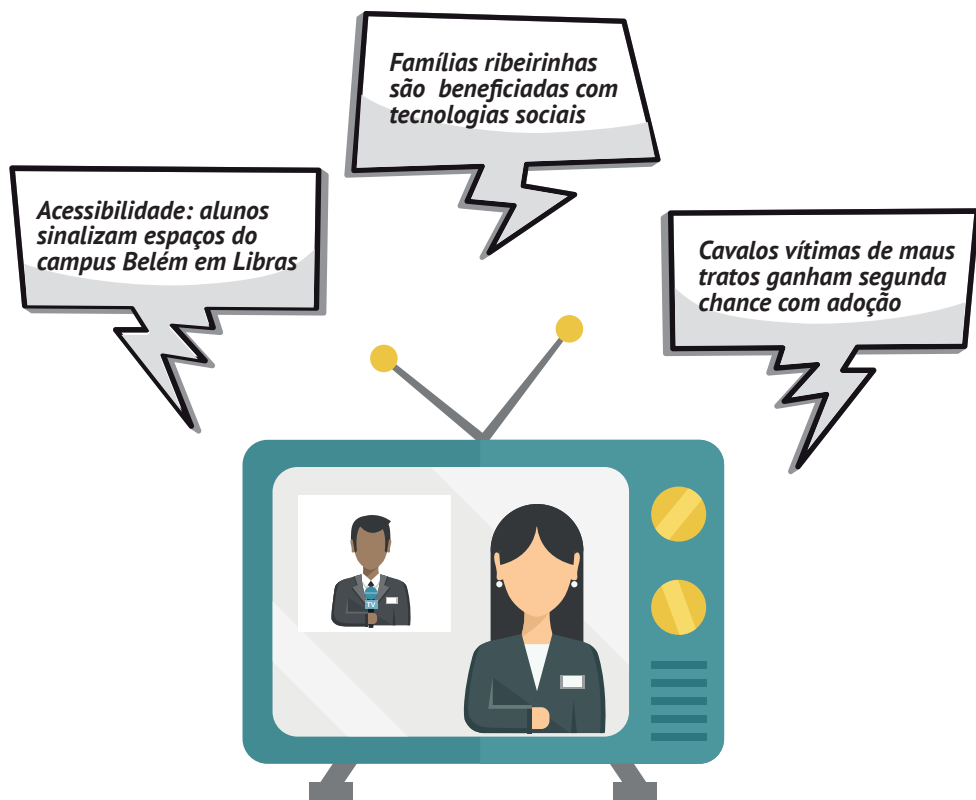 Famílias ribeirinhas
são beneficiadas com
tecnologias sociais
Acessibilidade: alunos
sinalizam espaços do
campus Belém em Libras
Cavalos vítimas de maus
tratos ganham segunda
chance com adoção
TV